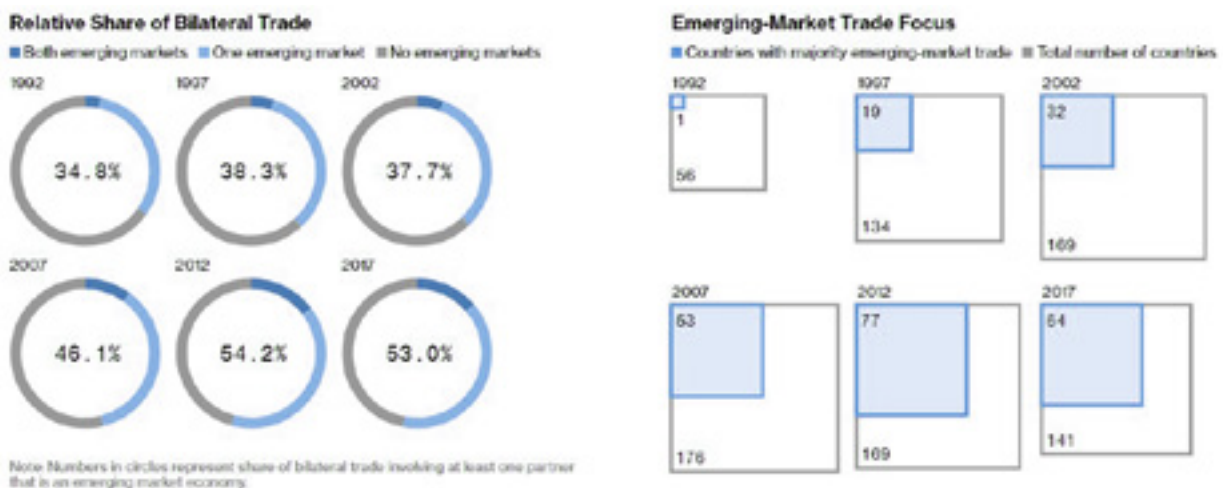 Relative Share of Bilateral Trade
Both emerging markets One emerging market No emerging markets
1992 1997 2002
34.8% 38.3% 37.7%
2007 2012 2017
46.1% 54.2% 53.0%
Note: Numbers in circles represent share of bilateral trade involving at least one partner
that is an emerging market economy.
Emerging-Market Trade Focus
Countries with majority emerging-market trade Total number of countries
1992 1997 2002
1 19 32
56 134 169
2007 2012 2017
53 77 64
176 169 141